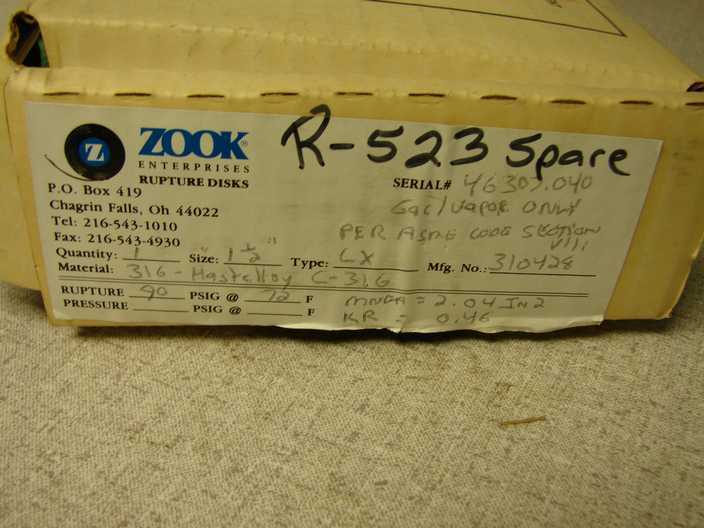 Z ZOOK® R-523 Spare
ENTERPRISES
RUPTURE DISKS SERIAL# 46307.040
P.O. Box 419
Chagrin Falls, Oh 44022 Gas/Vapor ONLY
Tel: 216-543-1010 PER ASME CODE SECTION
Fax: 216-543-4930 VIII
Quantity: 1 Size: 1 1/2" Type: LX Mfg. No.: 310428
Material: 316 - Hastelloy C - 316
RUPTURE 90 PSIG @ 72 F MNFA = 2.04 IN2
PRESSURE PSIG @ F KR = 0.46